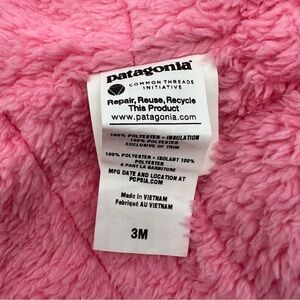 patagonia®
COMMON THREADS
INITIATIVE
Repair, Reuse, Recycle
This Product
www.patagonia.com
100% POLYESTER • INSULATION
100% POLYESTER
EXCLUSIVE OF TRIM
100% POLYESTER • ISOLANT 100%
POLYESTER
A PART LA GARNITURE
MFG DATE AND LOCATION AT
PCPSIA.COM
Made in VIETNAM
Fabriqué AU VIETNAM
3M